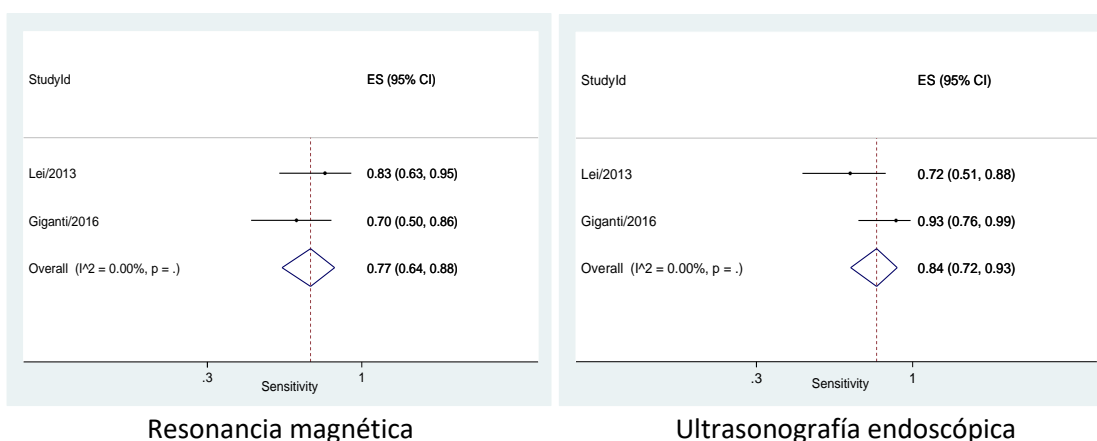 StudyId ES (95% CI)
Lei/2013 0.83 (0.63, 0.95)
Giganti/2016 0.70 (0.50, 0.86)
Overall (I^2 = 0.00%, p = .) 0.77 (0.64, 0.88)
.3 1
Sensitivity
Resonancia magnética
StudyId ES (95% CI)
Lei/2013 0.72 (0.51, 0.88)
Giganti/2016 0.93 (0.76, 0.99)
Overall (I^2 = 0.00%, p = .) 0.84 (0.72, 0.93)
.3 1
Sensitivity
Ultrasonografía endoscópica